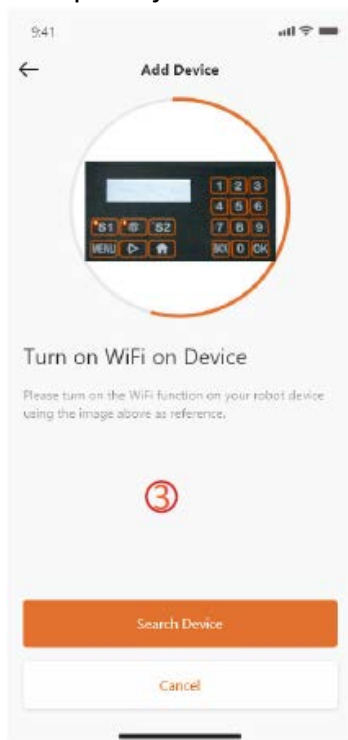 9:41
Add Device
1 2 3
4 5 6
S1 S2 7 8 9
MENU 0 OK
Turn on WiFi on Device
Please turn on the WiFi function on your robot device
using the image above as reference.
3
Search Device
Cancel